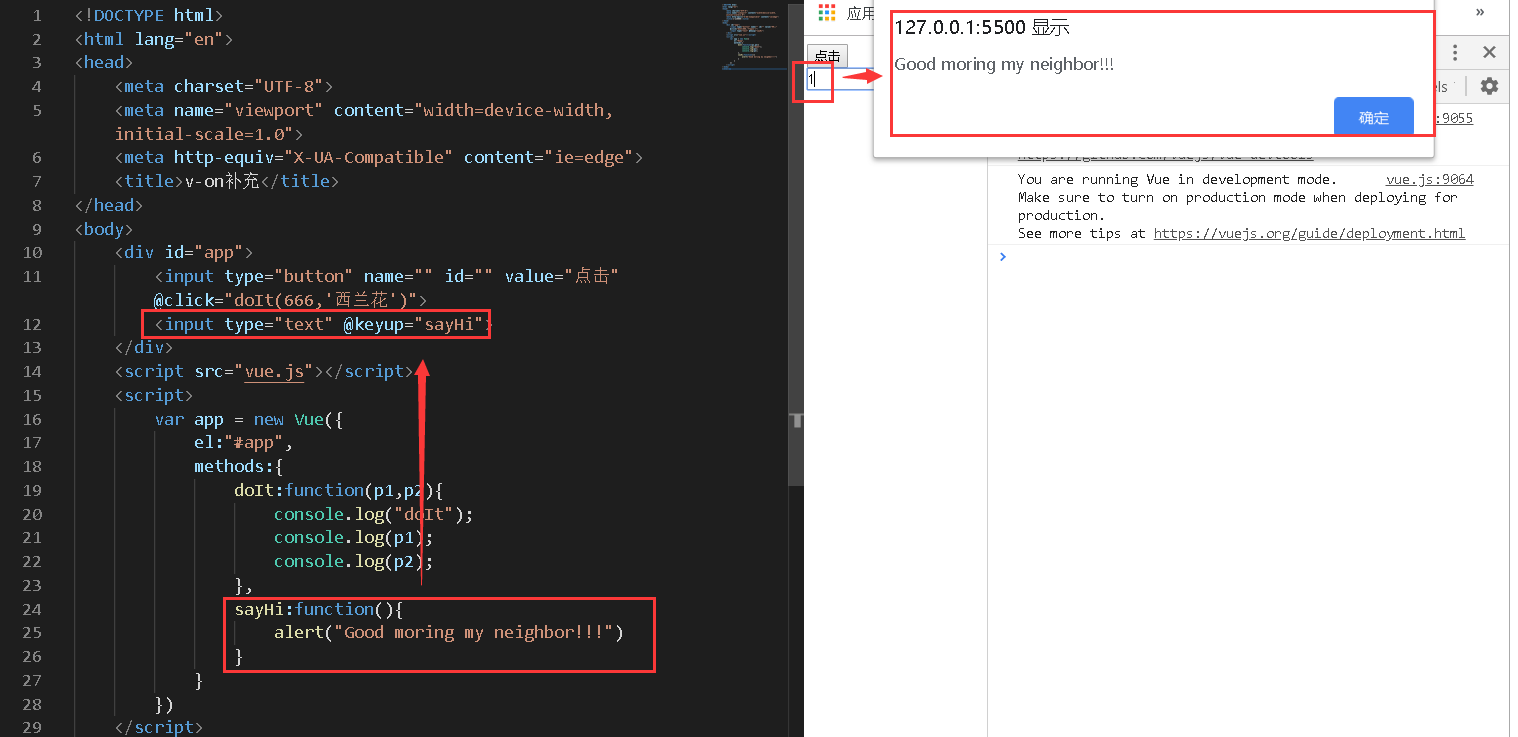 1 <!DOCTYPE html>
2 <html lang="en">
3 <head>
4 <meta charset="UTF-8">
5 <meta name="viewport" content="width=device-width,
initial-scale=1.0">
6 <meta http-equiv="X-UA-Compatible" content="ie=edge">
7 <title>v-on补充</title>
8 </head>
9 <body>
10 <div id="app">
11 <input type="button" name="" id="" value="点击"
@click="doIt(666,'西兰花')">
12 <input type="text" @keyup="sayHi">
13 </div>
14 <script src="vue.js"></script>
15 <script>
16 var app = new Vue({
17 el:"#app",
18 methods:{
19 doIt:function(p1,p2){
20 console.log("doIt");
21 console.log(p1);
22 console.log(p2);
23 },
24 sayHi:function(){
25 alert("Good moring my neighbor!!!")
26 }
27 }
28 })
29 </script>
应用
»
点击
1
127.0.0.1:5500 显示
Good moring my neighbor!!!
确定
els
:9055
https://github.com/vuejs/vue-devtools
You are running Vue in development mode. vue.js:9064
Make sure to turn on production mode when deploying for
production.
See more tips at https://vuejs.org/guide/deployment.html
>